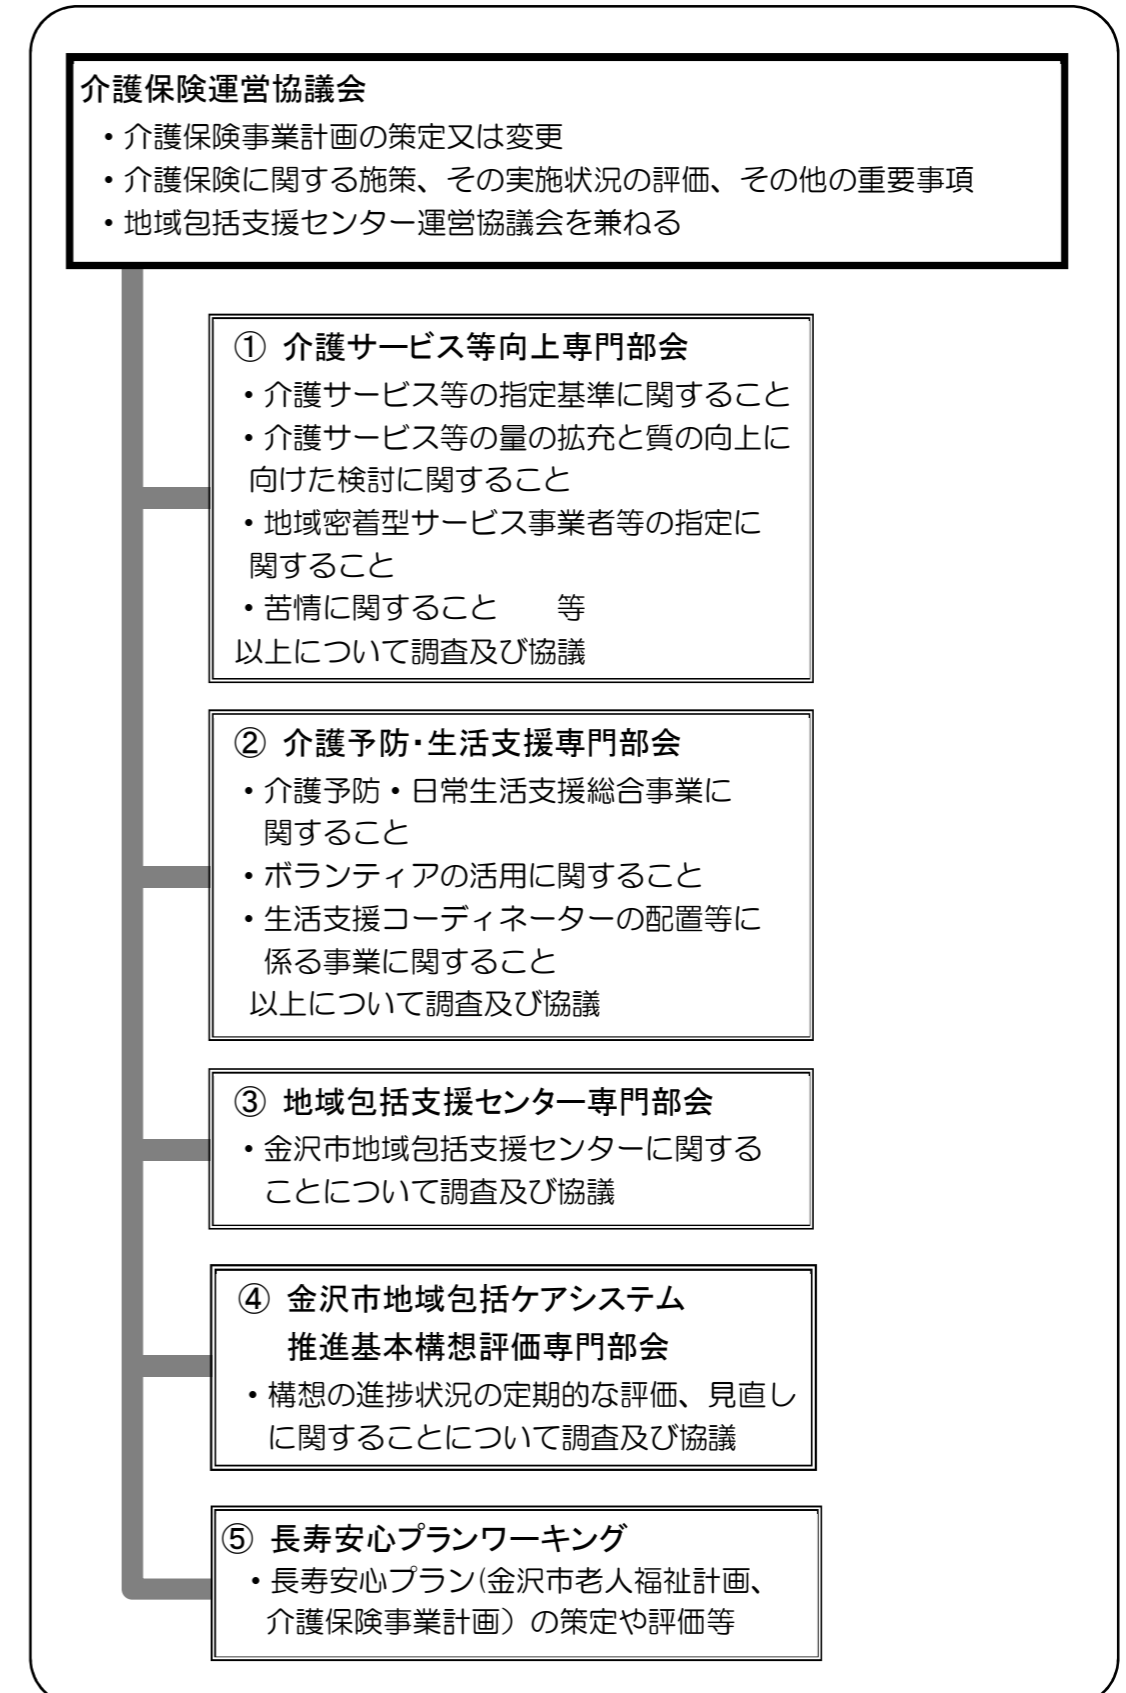 介護保険運営協議会
・介護保険事業計画の策定又は変更
・介護保険に関する施策、その実施状況の評価、その他の重要事項
・地域包括支援センター運営協議会を兼ねる
① 介護サービス等向上専門部会
・介護サービス等の指定基準に関すること
・介護サービス等の量の拡充と質の向上に
向けた検討に関すること
・地域密着型サービス事業者等の指定に
関すること
・苦情に関すること　　等
以上について調査及び協議
② 介護予防・生活支援専門部会
・介護予防・日常生活支援総合事業に
関すること
・ボランティアの活用に関すること
・生活支援コーディネーターの配置等に
係る事業に関すること
以上について調査及び協議
③ 地域包括支援センター専門部会
・金沢市地域包括支援センターに関する
ことについて調査及び協議
④ 金沢市地域包括ケアシステム
推進基本構想評価専門部会
・構想の進捗状況の定期的な評価、見直し
に関することについて調査及び協議
⑤ 長寿安心プランワーキング
・長寿安心プラン(金沢市老人福祉計画、
介護保険事業計画）の策定や評価等